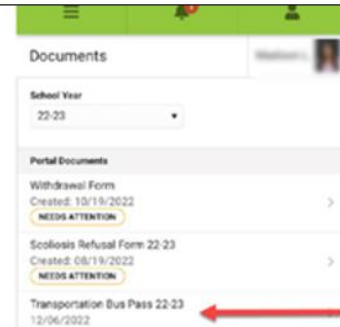 Documents
School Year
22-23
Portal Documents
Withdrawal Form
Created: 10/19/2022
NEEDS ATTENTION
Scoliosis Refusal Form 22-23
Created: 08/19/2022
NEEDS ATTENTION
Transportation Bus Pass 22-23
12/06/2022